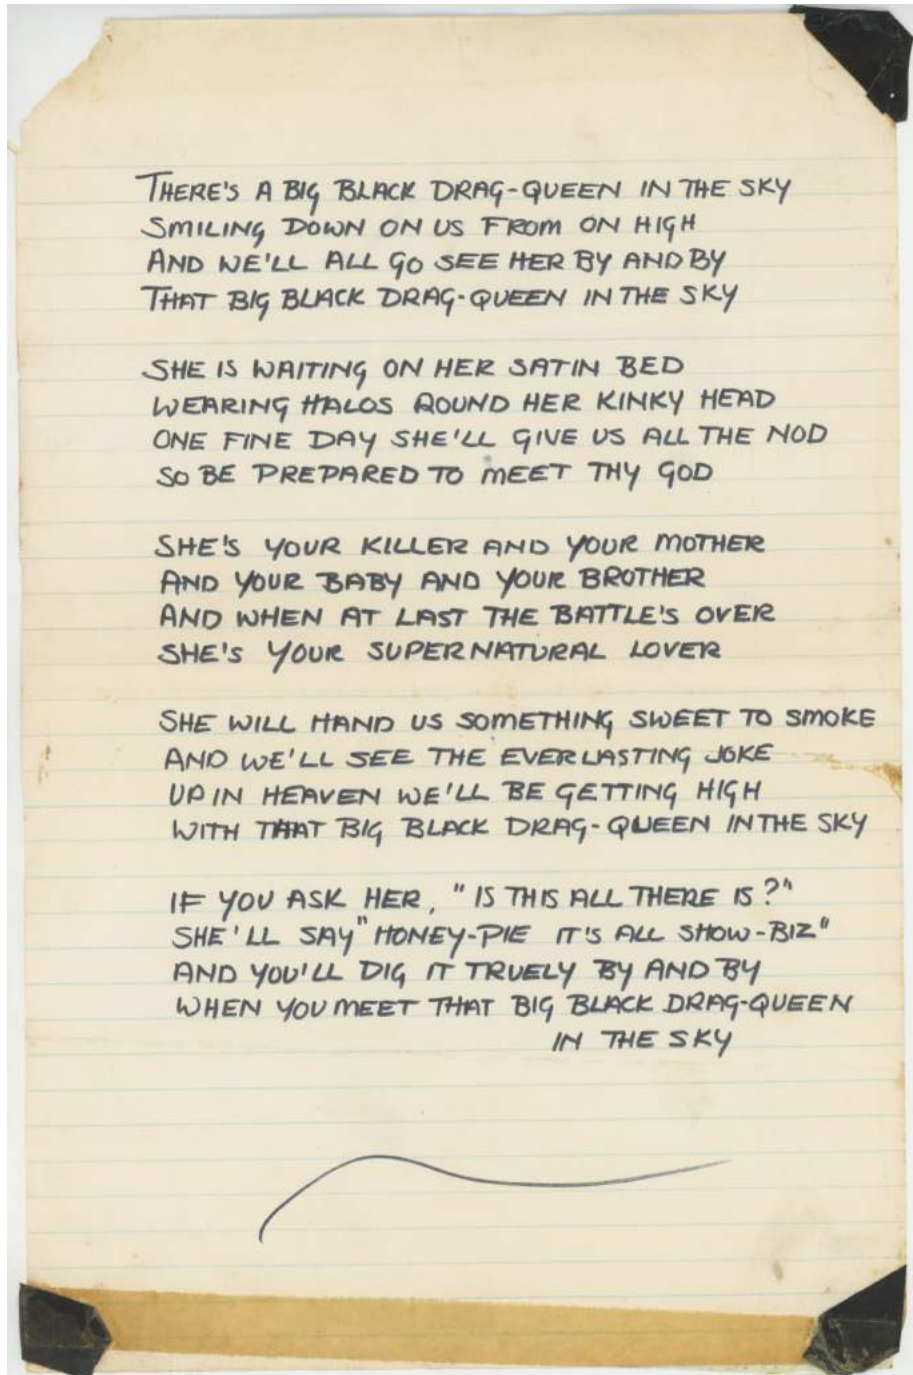 THERE'S A BIG BLACK DRAG-QUEEN IN THE SKY
SMILING DOWN ON US FROM ON HIGH
AND WE'LL ALL GO SEE HER BY AND BY
THAT BIG BLACK DRAG-QUEEN IN THE SKY

SHE IS WAITING ON HER SATIN BED
WEARING HALOS ROUND HER KINKY HEAD
ONE FINE DAY SHE'LL GIVE US ALL THE NOD
SO BE PREPARED TO MEET THY GOD

SHE'S YOUR KILLER AND YOUR MOTHER
AND YOUR BABY AND YOUR BROTHER
AND WHEN AT LAST THE BATTLE'S OVER
SHE'S YOUR SUPERNATURAL LOVER

SHE WILL HAND US SOMETHING SWEET TO SMOKE
AND WE'LL SEE THE EVERLASTING JOKE
UP IN HEAVEN WE'LL BE GETTING HIGH
WITH THAT BIG BLACK DRAG-QUEEN IN THE SKY

IF YOU ASK HER, "IS THIS ALL THERE IS?"
SHE'LL SAY "HONEY-PIE IT'S ALL SHOW-BIZ"
AND YOU'LL DIG IT TRUELY BY AND BY
WHEN YOU MEET THAT BIG BLACK DRAG-QUEEN
IN THE SKY